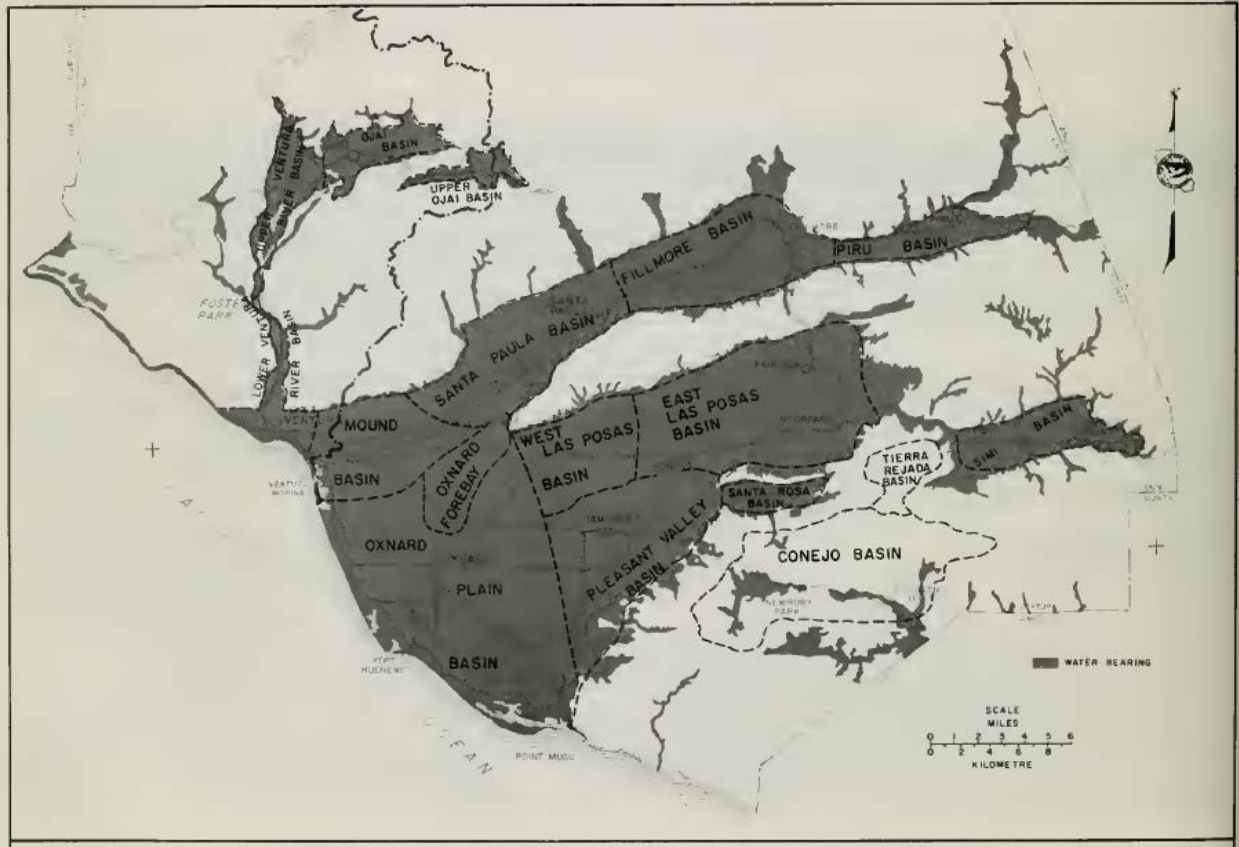 OJAI
BASIN
UPPER VENTURA
RIVER BASIN
UPPER
OJAI BASIN
FILLMORE BASIN
PIRU BASIN
SANTA
SANTA PAULA BASIN
PARK
LOWER VENTURA
RIVER BASIN
EAST
LAS POSAS
BASIN
MOUND
BASIN
WEST
LAS POSAS
BASIN
OXNARD
FOREBAY
SIMI BASIN
TIERRA
REJADA
BASIN
SANTA ROSA
BASIN
OXNARD
PLAIN
BASIN
PLEASANT VALLEY
BASIN
CONEJO BASIN
NEWBURY
PARK
PORT
HUENEME
WATER BEARING
SCALE
MILES
0 1 2 3 4 5 6
0 2 4 6 8
KILOMETRE
POINT MUGU